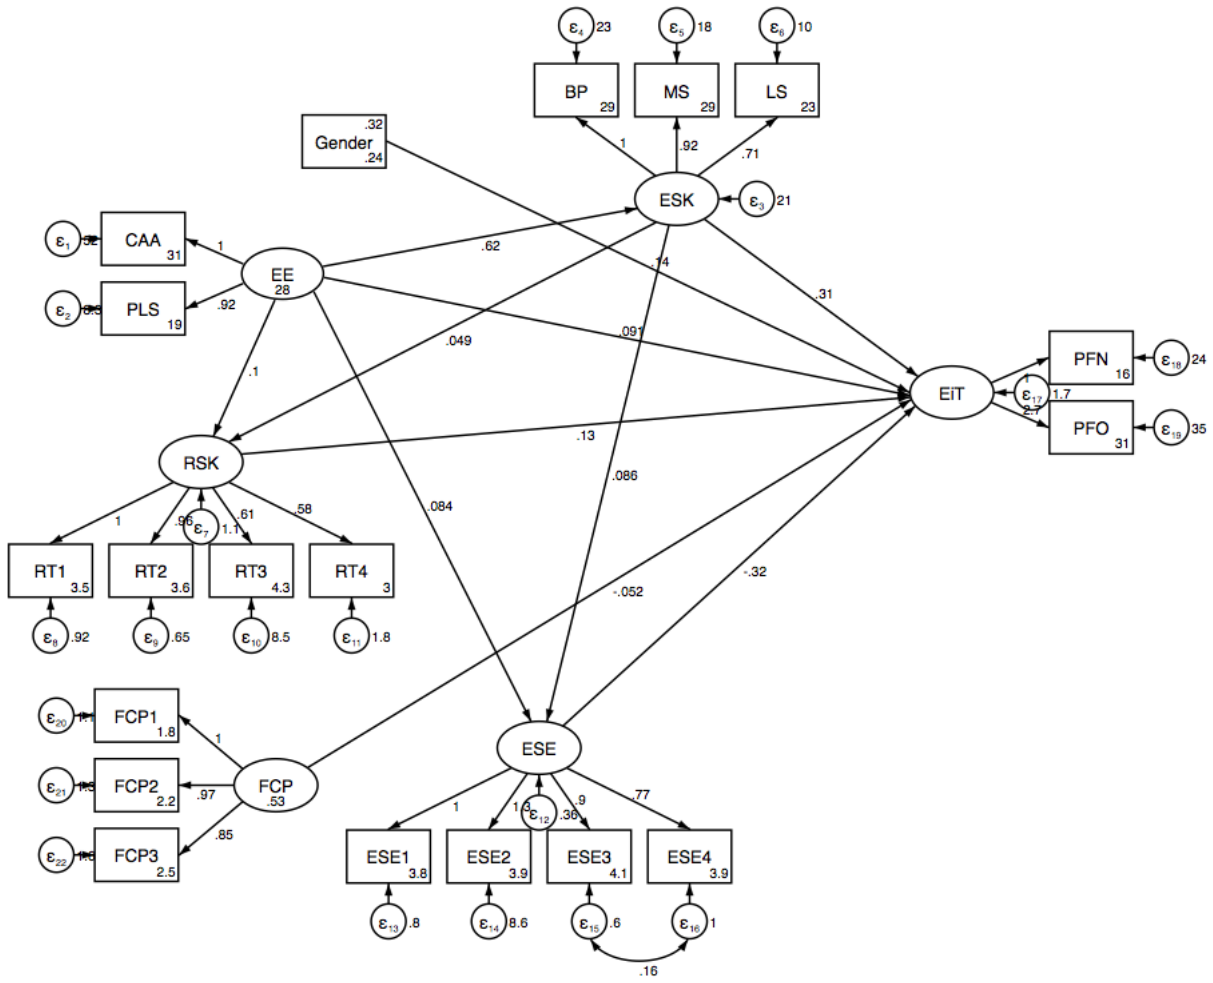 ε4 23
ε5 18
ε6 10
BP 29
MS 29
LS 23
.32
Gender
.24
1
.92
.71
ESK
ε3 21
ε1
CAA 31
1
EE
28
.62
.14
.31
ε2
PLS 19
.92
.049
.091
.1
PFN 16
ε18 24
EiT
1
ε17 1.7
2.7
PFO 31
ε19 35
.13
RSK
.086
.084
1
.96
ε7 1.1
.61
.58
RT1 3.5
RT2 3.6
RT3 4.3
RT4 3
-.32
-.052
ε8 .92
ε9 .65
ε10 8.5
ε11 1.8
ε20
FCP1 1.8
1
ESE
ε21
FCP2 2.2
.97
FCP
.53
1
1.3
ε12 .36
.9
.77
ε22
FCP3 2.5
.85
ESE1 3.8
ESE2 3.9
ESE3 4.1
ESE4 3.9
ε13 .8
ε14 8.6
ε15 .6
ε16 1
.16